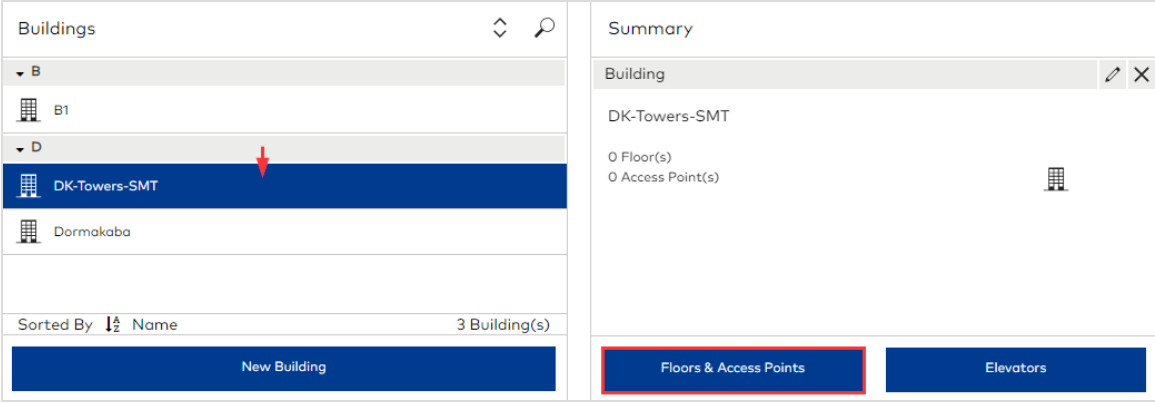 Buildings
B
B1
D
DK-Towers-SMT
Dormakaba
Sorted By A Z Name 3 Building(s)
New Building
Summary
Building
DK-Towers-SMT
0 Floor(s)
0 Access Point(s)
Floors & Access Points
Elevators